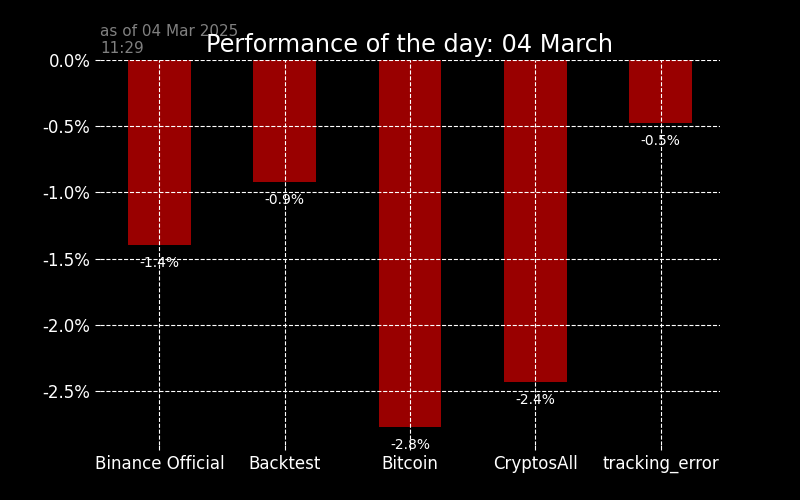 as of 04 Mar 2025
11:29
Performance of the day: 04 March
0.0%
-0.5%
-1.0%
-1.5%
-2.0%
-2.5%
-1.4%
-0.9%
-2.8%
-2.4%
-0.5%
Binance Official
Backtest
Bitcoin
CryptosAll
tracking_error